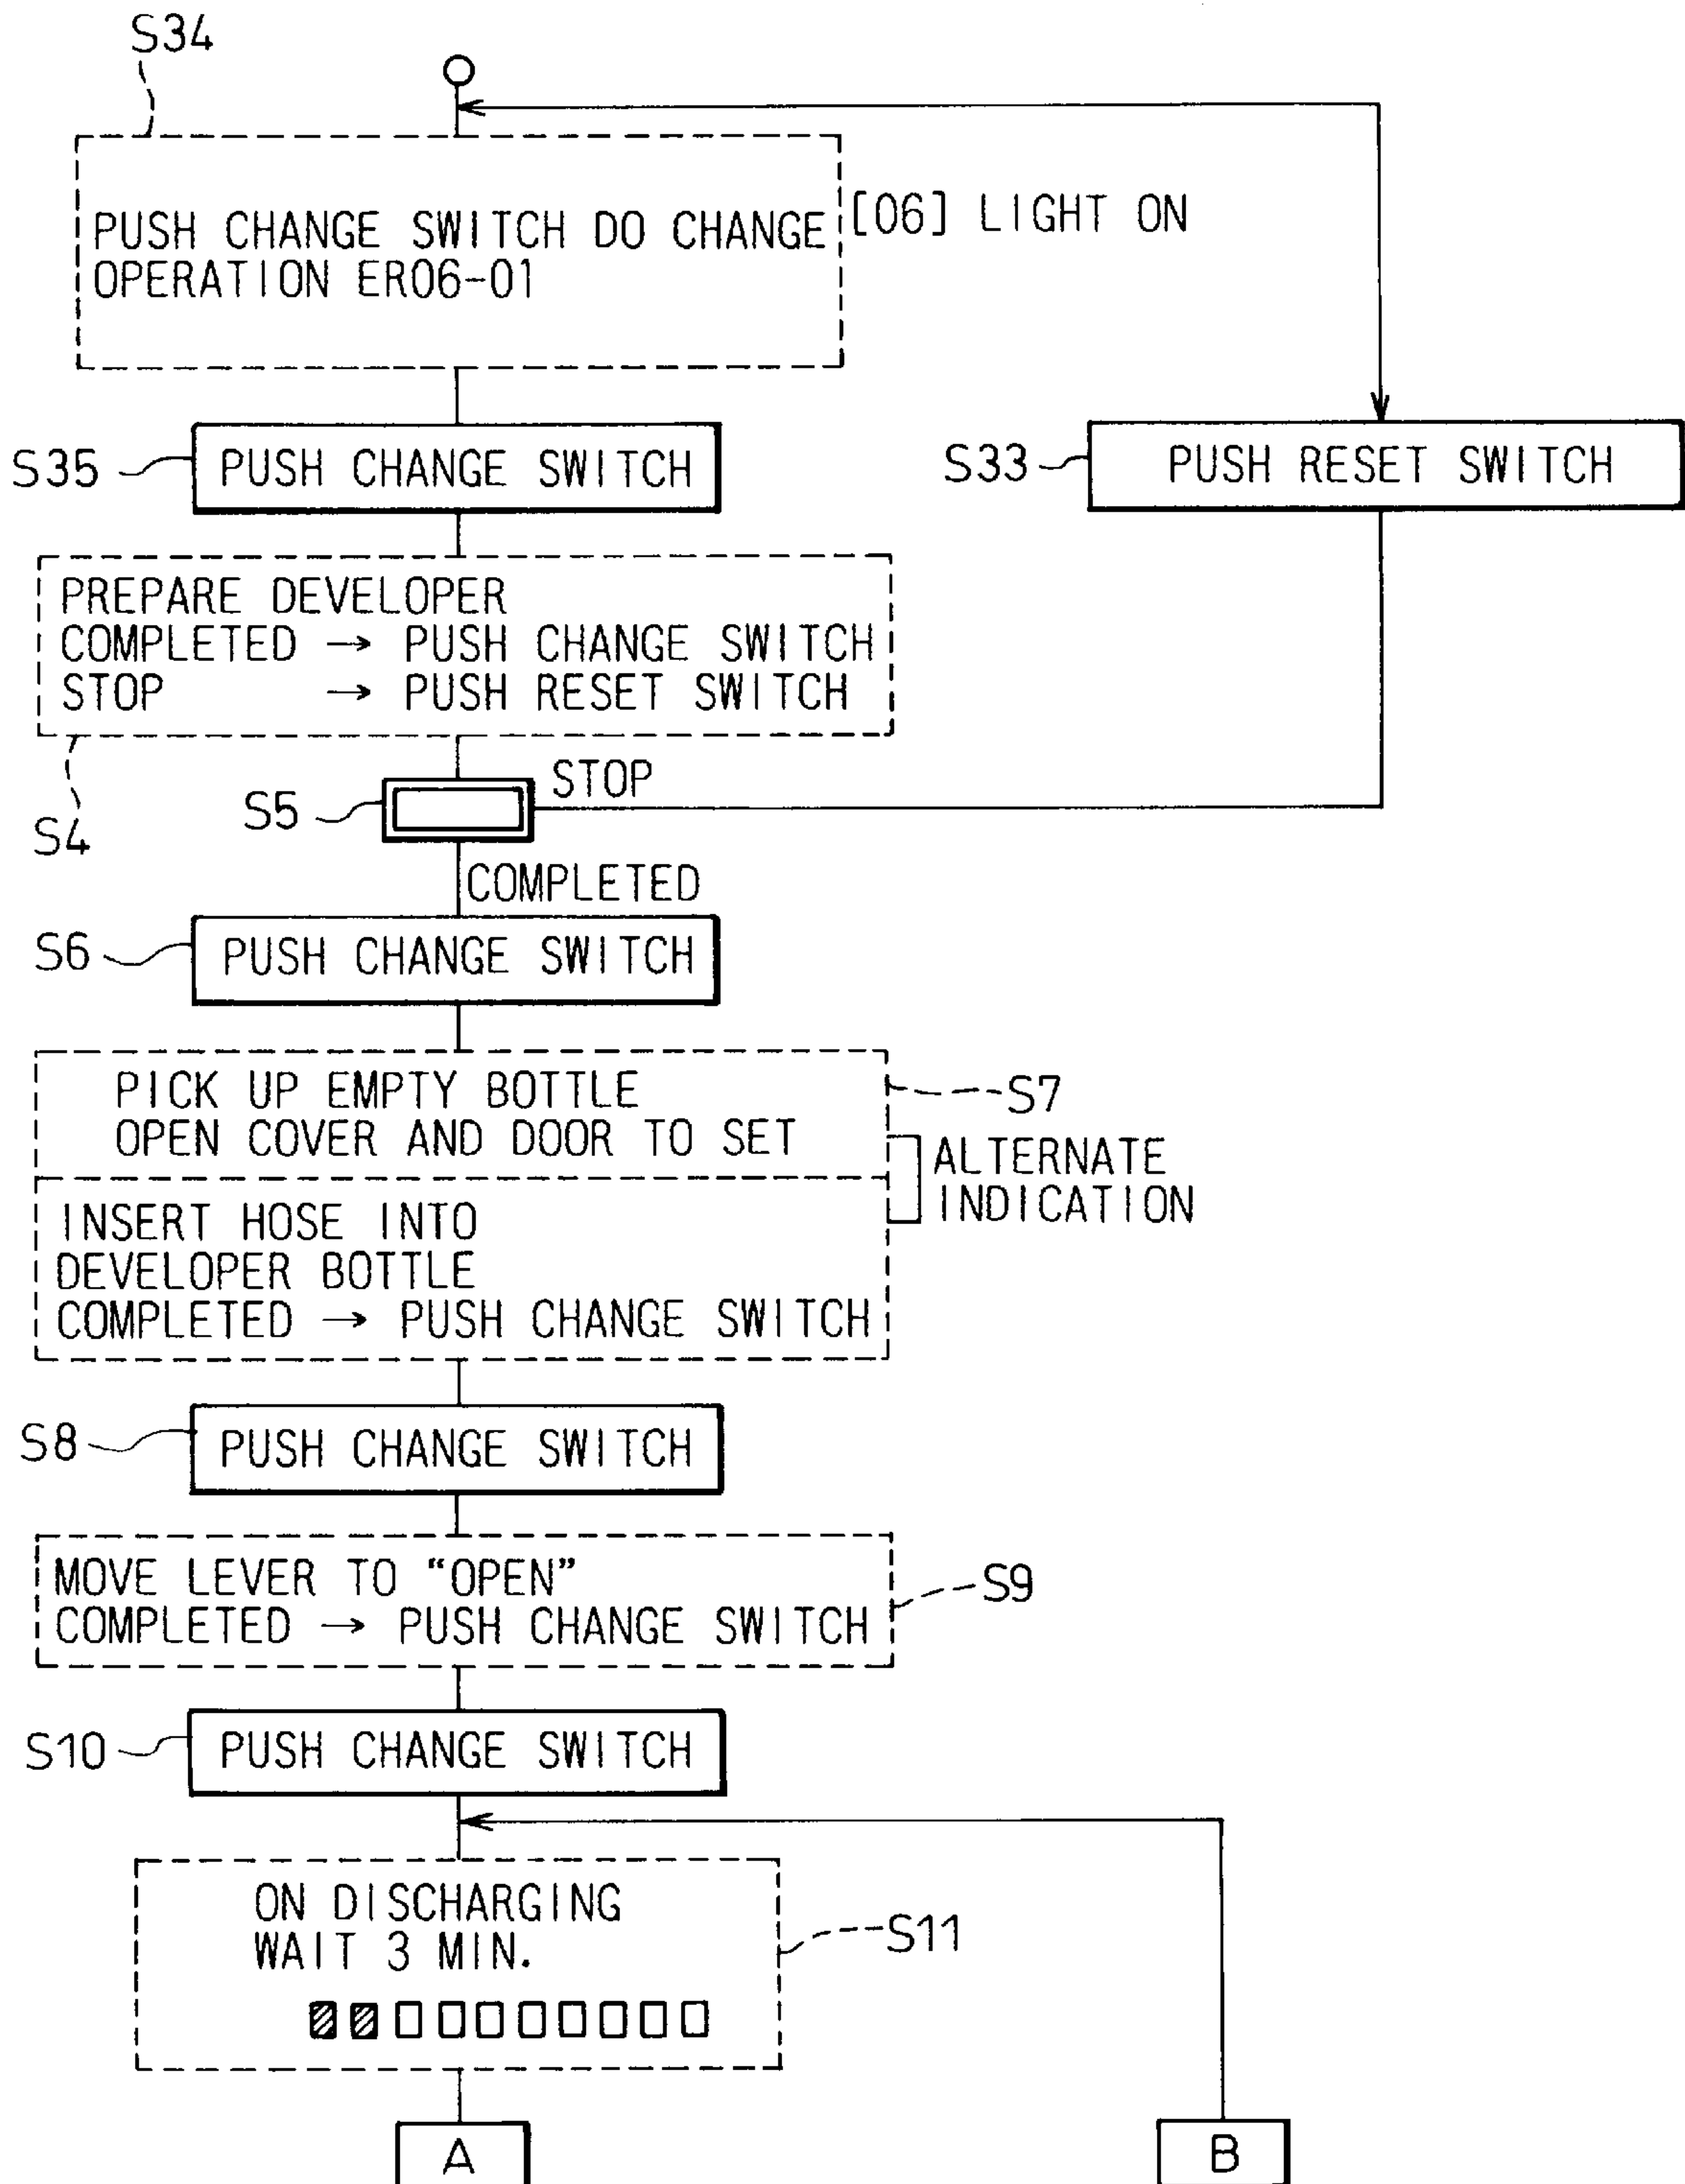 S34
PUSH CHANGE SWITCH DO CHANGE
OPERATION ER06-01
[06] LIGHT ON
S35
PUSH CHANGE SWITCH
S33
PUSH RESET SWITCH
PREPARE DEVELOPER
COMPLETED → PUSH CHANGE SWITCH
STOP → PUSH RESET SWITCH
S4
S5
STOP
COMPLETED
S6
PUSH CHANGE SWITCH
PICK UP EMPTY BOTTLE
OPEN COVER AND DOOR TO SET
S7
ALTERNATE
INDICATION
INSERT HOSE INTO
DEVELOPER BOTTLE
COMPLETED → PUSH CHANGE SWITCH
S8
PUSH CHANGE SWITCH
MOVE LEVER TO “OPEN”
COMPLETED → PUSH CHANGE SWITCH
S9
S10
PUSH CHANGE SWITCH
ON DISCHARGING
WAIT 3 MIN.
S11
A
B